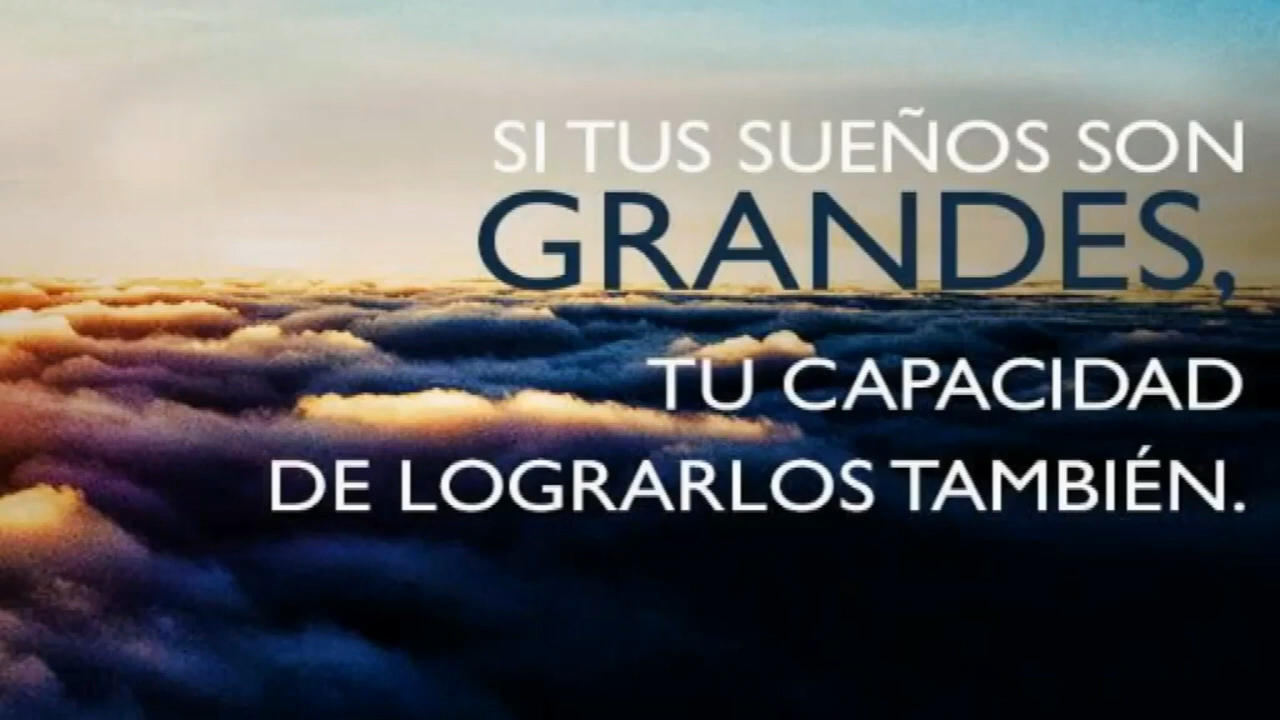 SI TUS SUEÑOS SON
GRANDES,
TU CAPACIDAD
DE LOGRARLOS TAMBIÉN.